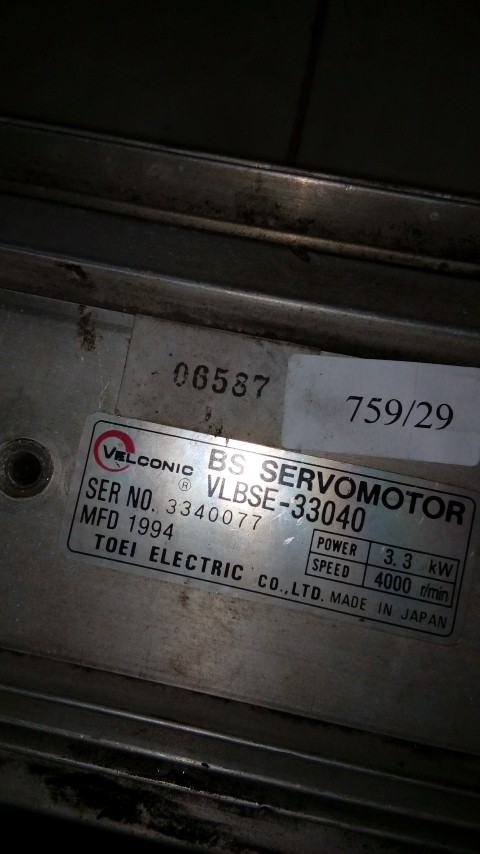 06587
759/29
VELCONIC ® BS SERVOMOTOR
VLBSE-33040
SER NO. 3340077
MFD 1994
POWER 3.3 kW
SPEED 4000 r/min
TOEI ELECTRIC CO.,LTD. MADE IN JAPAN